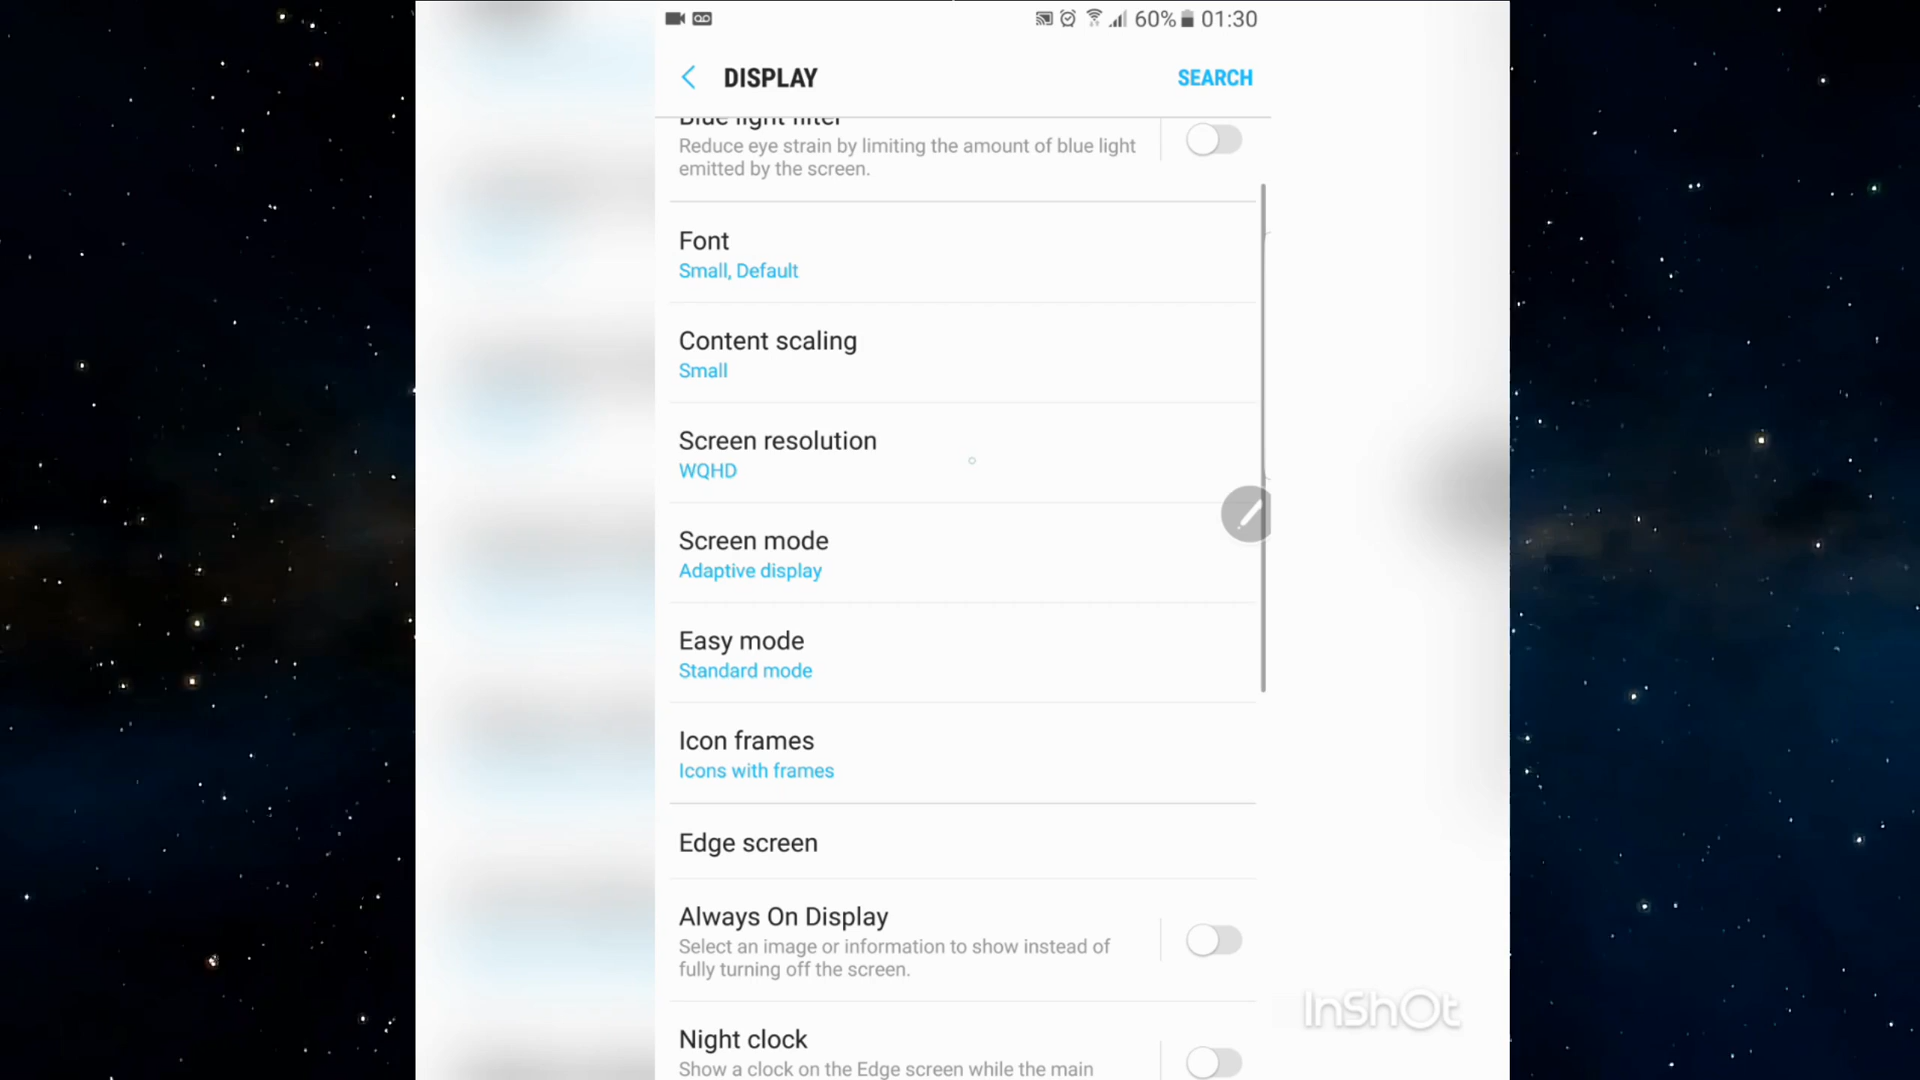 60% 01:30
DISPLAY
SEARCH
Blue light filter
Reduce eye strain by limiting the amount of blue light
emitted by the screen.
Font
Small, Default
Content scaling
Small
Screen resolution
WQHD
Screen mode
Adaptive display
Easy mode
Standard mode
Icon frames
Icons with frames
Edge screen
Always On Display
Select an image or information to show instead of
fully turning off the screen.
Night clock
Show a clock on the Edge screen while the main
InShOt